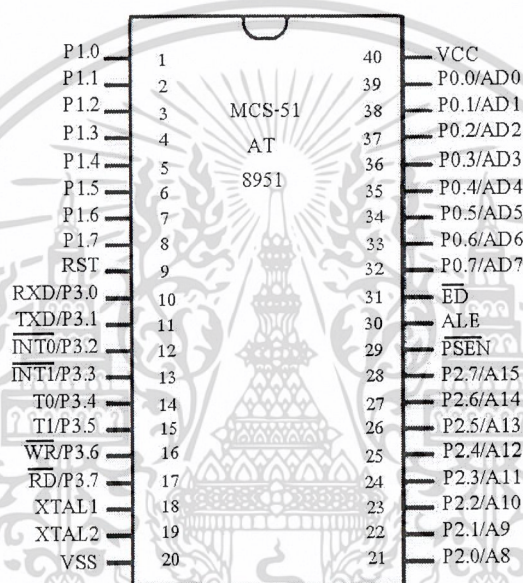 P1.0 1 40 VCC
P1.1 2 39 P0.0/AD0
P1.2 3 MCS-51 38 P0.1/AD1
P1.3 4 AT 37 P0.2/AD2
P1.4 5 8951 36 P0.3/AD3
P1.5 6 35 P0.4/AD4
P1.6 7 34 P0.5/AD5
P1.7 8 33 P0.6/AD6
RST 9 32 P0.7/AD7
RXD/P3.0 10 31 E̅D̅
TXD/P3.1 11 30 ALE
I̅N̅T̅0̅/P3.2 12 29 P̅S̅E̅N̅
I̅N̅T̅1̅/P3.3 13 28 P2.7/A15
T0/P3.4 14 27 P2.6/A14
T1/P3.5 15 26 P2.5/A13
W̅R̅/P3.6 16 25 P2.4/A12
R̅D̅/P3.7 17 24 P2.3/A11
XTAL1 18 23 P2.2/A10
XTAL2 19 22 P2.1/A9
VSS 20 21 P2.0/A8